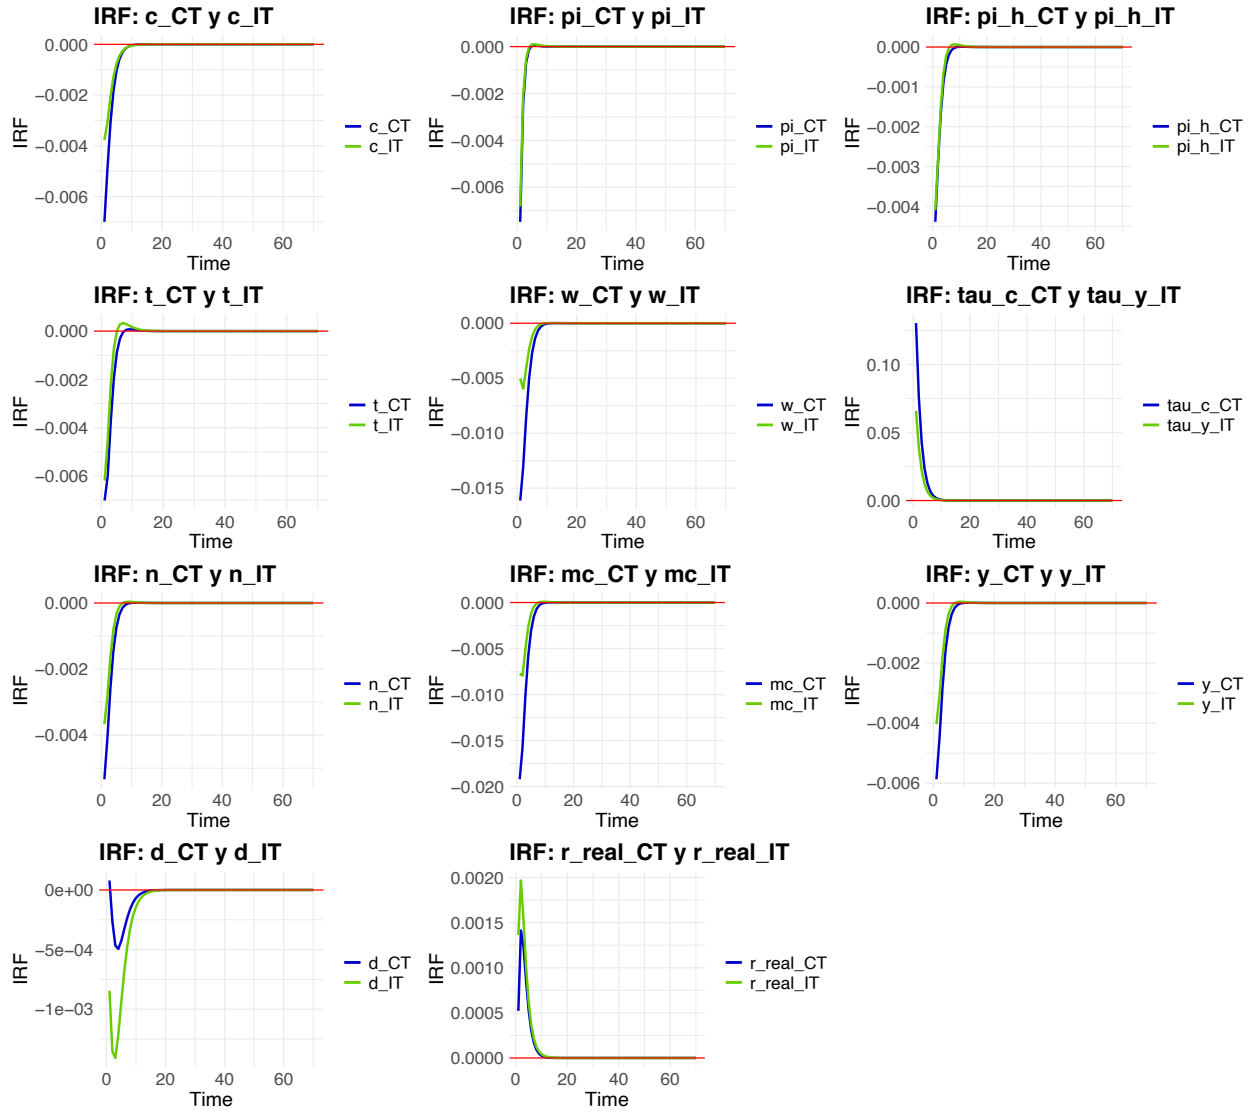 IRF: c_CT y c_IT
0.000
−0.002
−0.004
−0.006
IRF
0
20
40
60
Time
c_CT
c_IT
IRF: pi_CT y pi_IT
0.000
−0.002
−0.004
−0.006
IRF
0
20
40
60
Time
pi_CT
pi_IT
IRF: pi_h_CT y pi_h_IT
0.000
−0.001
−0.002
−0.003
−0.004
IRF
0
20
40
60
Time
pi_h_CT
pi_h_IT
IRF: t_CT y t_IT
0.000
−0.002
−0.004
−0.006
IRF
0
20
40
60
Time
t_CT
t_IT
IRF: w_CT y w_IT
0.000
−0.005
−0.010
−0.015
IRF
0
20
40
60
Time
w_CT
w_IT
IRF: tau_c_CT y tau_y_IT
0.10
0.05
0.00
IRF
0
20
40
60
Time
tau_c_CT
tau_y_IT
IRF: n_CT y n_IT
0.000
−0.002
−0.004
IRF
0
20
40
60
Time
n_CT
n_IT
IRF: mc_CT y mc_IT
0.000
−0.005
−0.010
−0.015
−0.020
IRF
0
20
40
60
Time
mc_CT
mc_IT
IRF: y_CT y y_IT
0.000
−0.002
−0.004
−0.006
IRF
0
20
40
60
Time
y_CT
y_IT
IRF: d_CT y d_IT
0e+00
−5e−04
−1e−03
IRF
0
20
40
60
Time
d_CT
d_IT
IRF: r_real_CT y r_real_IT
0.0020
0.0015
0.0010
0.0005
0.0000
IRF
0
20
40
60
Time
r_real_CT
r_real_IT